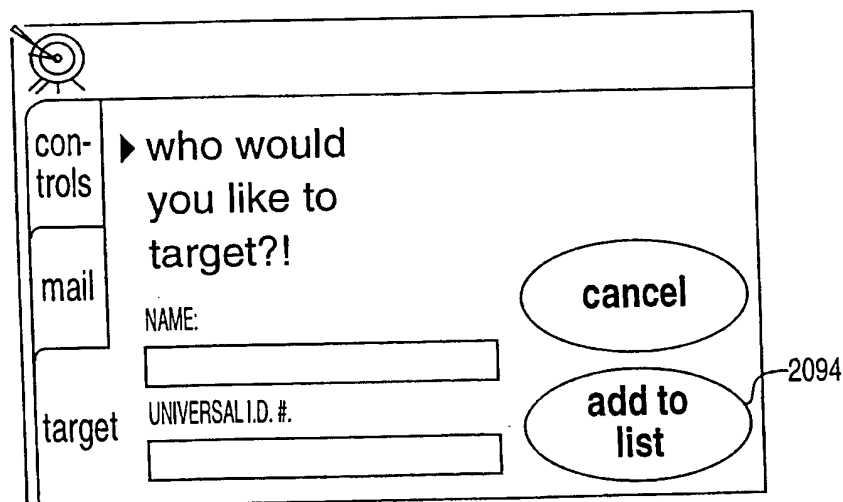 con-
trols
mail
target
who would
you like to
target?!
NAME:
UNIVERSAL I.D. #.
cancel
add to
list
2094